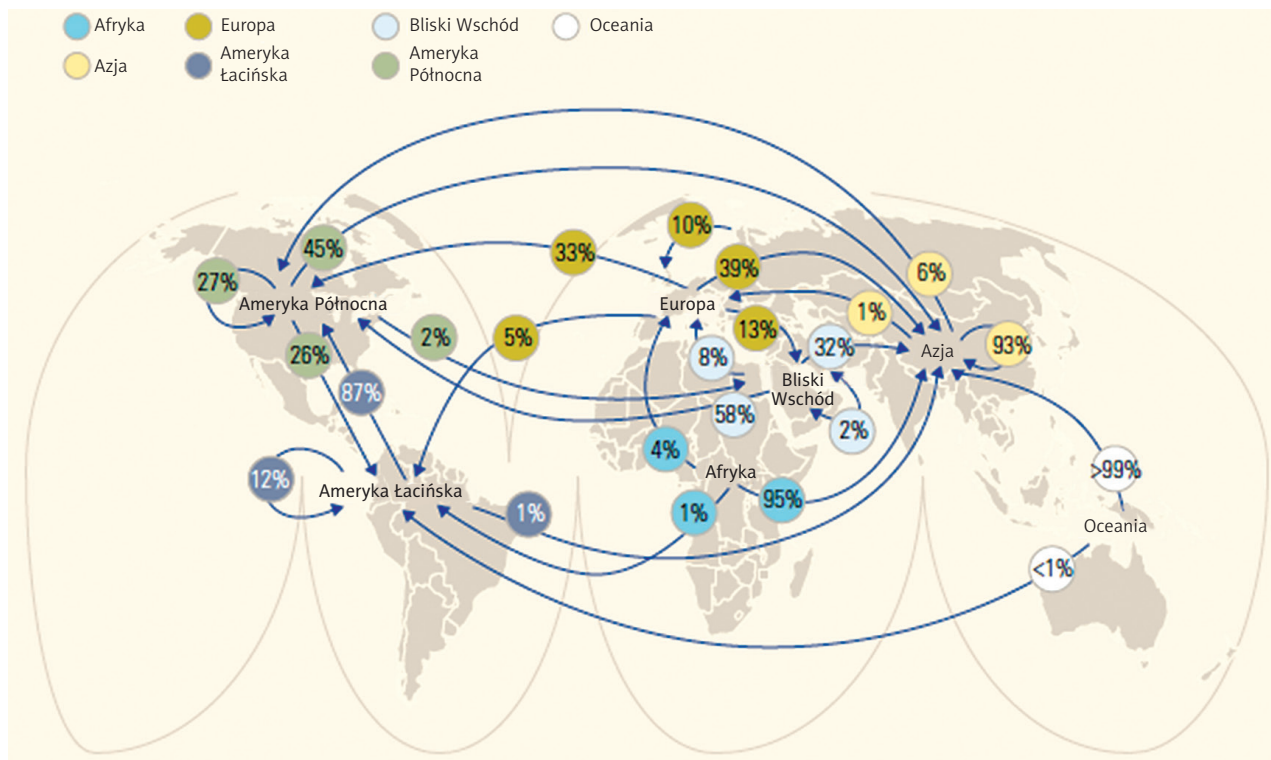 Afryka
Europa
Bliski Wschód
Oceania
Azja
Ameryka
Łacińska
Ameryka
Północna
10%
45%
33%
39%
6%
27%
Ameryka Północna
Europa
1%
2%
5%
13%
26%
8%
32%
Azja
93%
87%
Bliski
Wschód
58%
2%
4%
Afryka
12%
Ameryka Łacińska
>99%
1%
1%
95%
Oceania
<1%